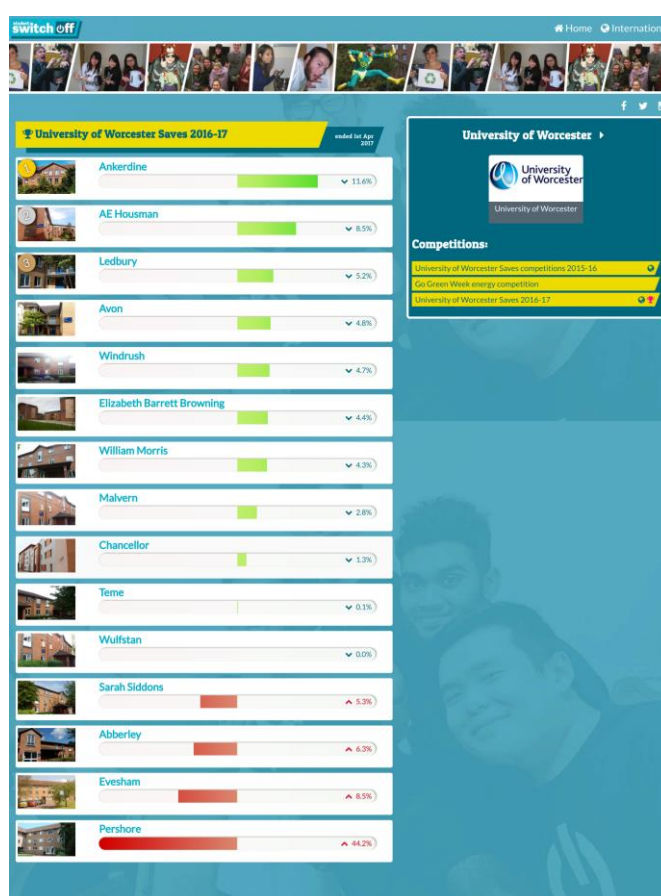 student
switch off
Home Internation
University of Worcester Saves 2016-17
ended 1st Apr
2017
1
Ankerdine
11.6%
2
AE Housman
8.5%
3
Ledbury
5.2%
Avon
4.8%
Windrush
4.7%
Elizabeth Barrett Browning
4.4%
William Morris
4.3%
Malvern
2.8%
Chancellor
1.3%
Teme
0.1%
Wulfstan
0.0%
Sarah Siddons
5.3%
Abberley
6.3%
Evesham
8.5%
Pershore
44.2%
University of Worcester
University
of Worcester
University of Worcester
Competitions:
University of Worcester Saves competitions 2015-16
Go Green Week energy competition
University of Worcester Saves 2016-17